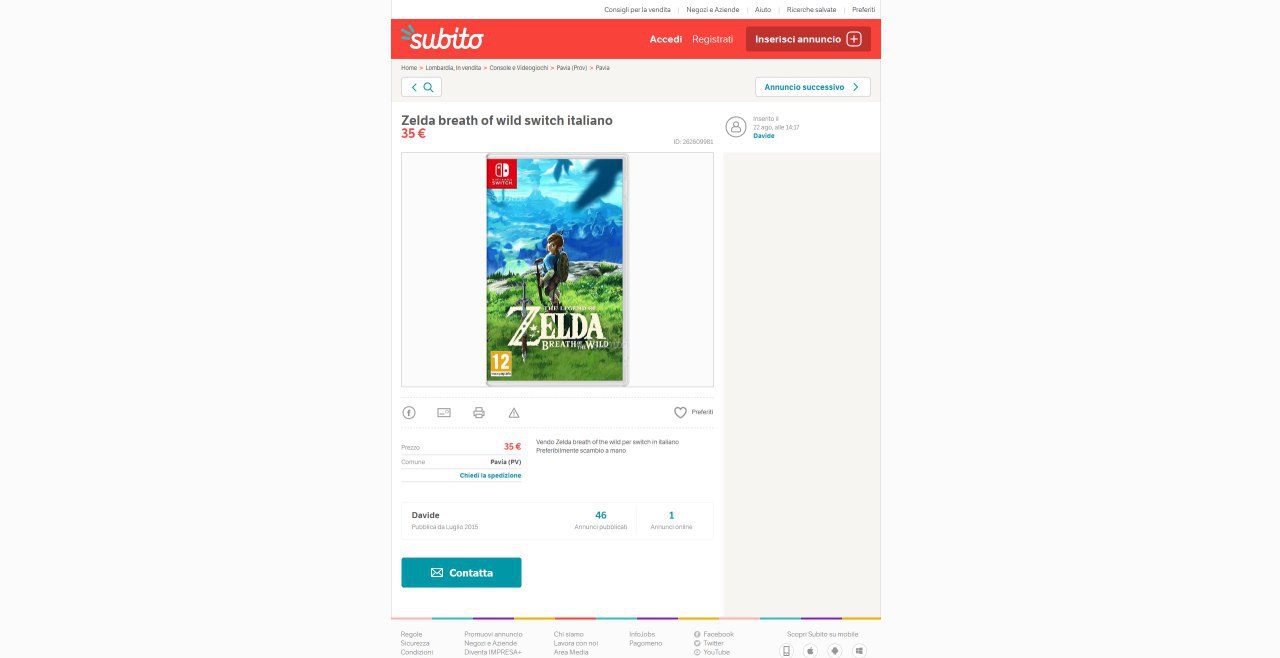 Consigli per la vendita | Negozi e Aziende | Aiuto | Ricerche salvate | Preferiti
subito
Accedi Registrati Inserisci annuncio
Home > Lombardia, In vendita > Console e Videogiochi > Pavia (Prov) > Pavia
Annuncio successivo
Zelda breath of wild switch italiano
35 €
ID: 262609981
Inserito il
22 ago, alle 14:17
Davide
SWITCH
THE LEGEND OF
ZELDA
BREATH OF THE WILD
12
Preferiti
Prezzo 35 €
Comune Pavia (PV)
Chiedi la spedizione
Vendo Zelda breath of the wild per switch in italiano
Preferibilmente scambio a mano
Davide
Pubblica da Luglio 2015
46
Annunci pubblicati
1
Annunci online
Contatta
Regole
Sicurezza
Condizioni
Promuovi annuncio
Negozi e Aziende
Diventa IMPRESA+
Chi siamo
Lavora con noi
Area Media
InfoJobs
Pagomeno
Facebook
Twitter
YouTube
Scopri Subito su mobile